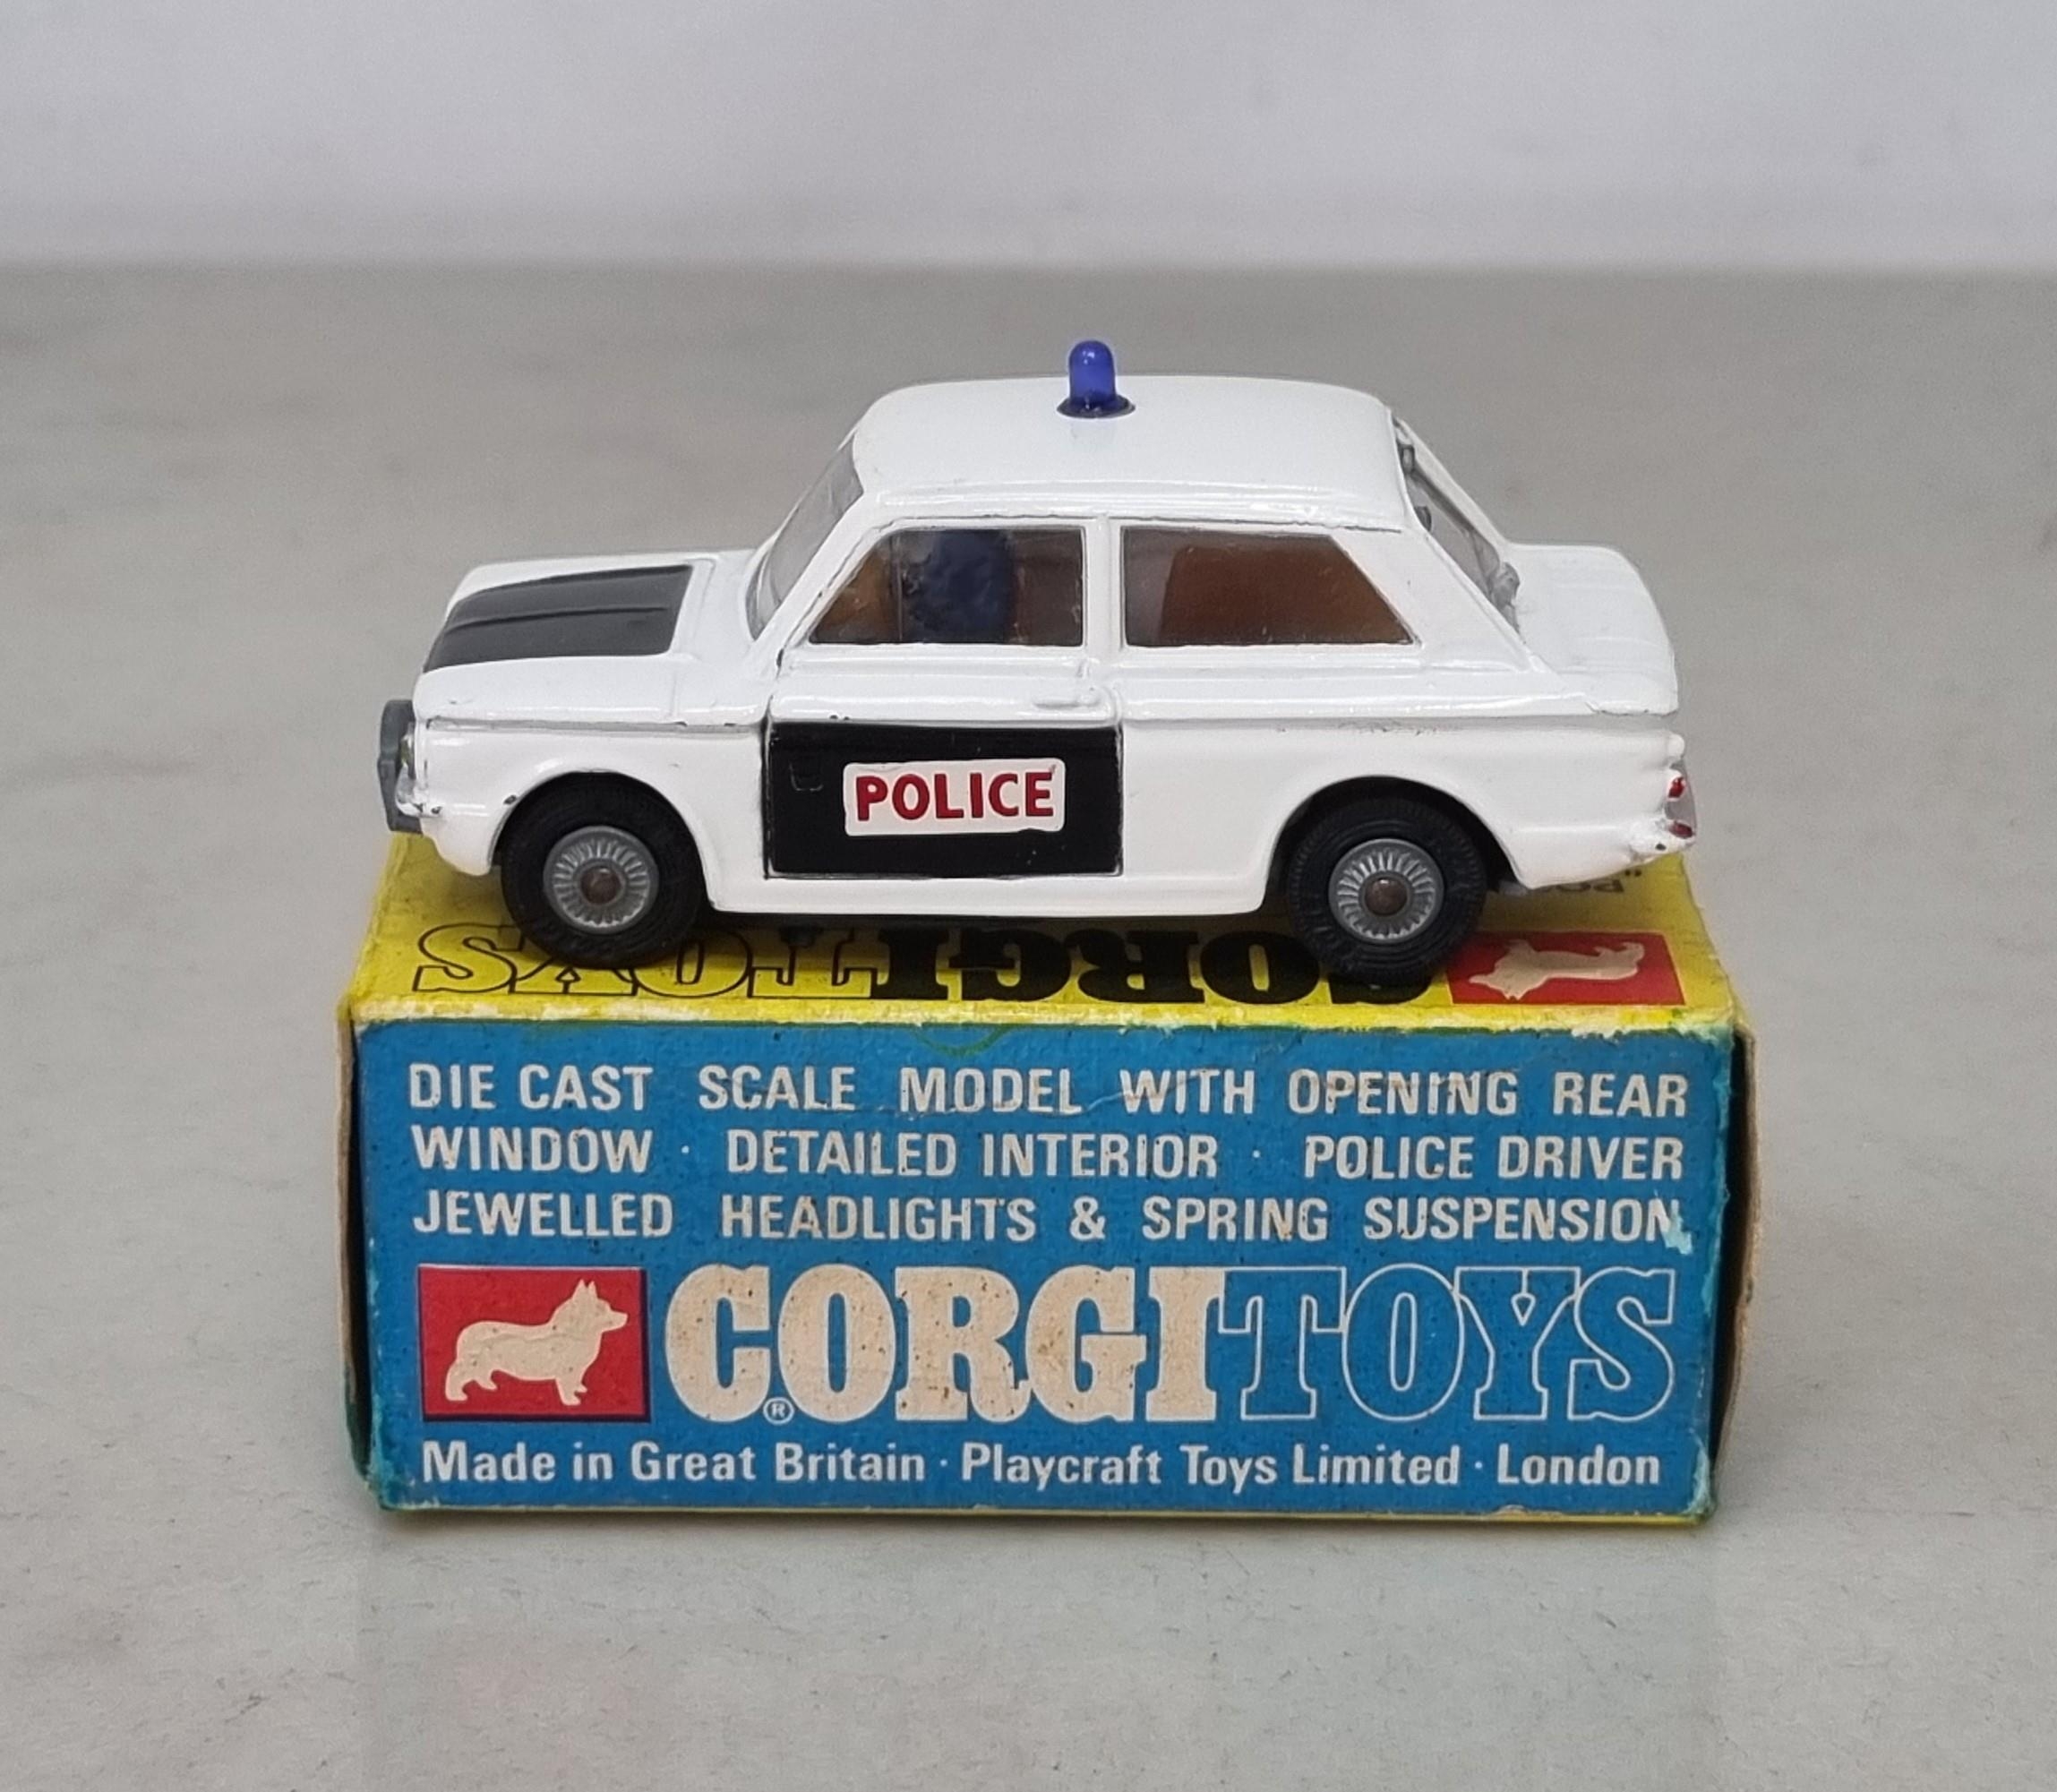 POLICE
CORGI TOYS
DIE CAST SCALE MODEL WITH OPENING REAR
WINDOW · DETAILED INTERIOR · POLICE DRIVER
JEWELLED HEADLIGHTS & SPRING SUSPENSION
CORGI TOYS
®
Made in Great Britain · Playcraft Toys Limited · London